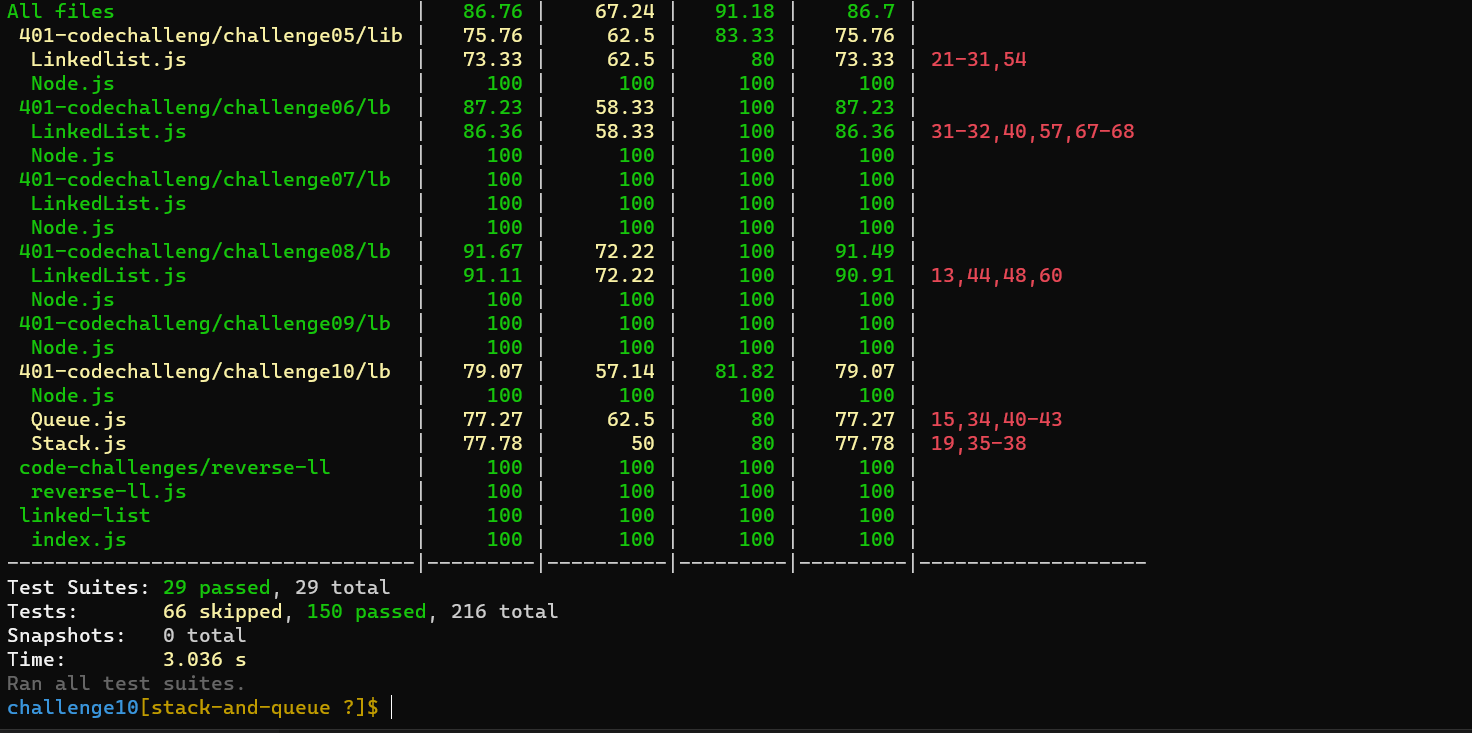 All files                         |   86.76 |    67.24 |   91.18 |    86.7 |
 401-codechalleng/challenge05/lib |   75.76 |     62.5 |   83.33 |   75.76 |
  Linkedlist.js                   |   73.33 |     62.5 |      80 |   73.33 | 21-31,54
  Node.js                         |     100 |      100 |     100 |     100 |
 401-codechalleng/challenge06/lb  |   87.23 |    58.33 |     100 |   87.23 |
  LinkedList.js                   |   86.36 |    58.33 |     100 |   86.36 | 31-32,40,57,67-68
  Node.js                         |     100 |      100 |     100 |     100 |
 401-codechalleng/challenge07/lb  |     100 |      100 |     100 |     100 |
  LinkedList.js                   |     100 |      100 |     100 |     100 |
  Node.js                         |     100 |      100 |     100 |     100 |
 401-codechalleng/challenge08/lb  |   91.67 |    72.22 |     100 |   91.49 |
  LinkedList.js                   |   91.11 |    72.22 |     100 |   90.91 | 13,44,48,60
  Node.js                         |     100 |      100 |     100 |     100 |
 401-codechalleng/challenge09/lb  |     100 |      100 |     100 |     100 |
  Node.js                         |     100 |      100 |     100 |     100 |
 401-codechalleng/challenge10/lb  |   79.07 |    57.14 |   81.82 |   79.07 |
  Node.js                         |     100 |      100 |     100 |     100 |
  Queue.js                        |   77.27 |     62.5 |      80 |   77.27 | 15,34,40-43
  Stack.js                        |   77.78 |       50 |      80 |   77.78 | 19,35-38
 code-challenges/reverse-ll       |     100 |      100 |     100 |     100 |
  reverse-ll.js                   |     100 |      100 |     100 |     100 |
 linked-list                      |     100 |      100 |     100 |     100 |
  index.js                        |     100 |      100 |     100 |     100 |
----------------------------------|---------|----------|---------|---------|-------------------
Test Suites: 29 passed, 29 total
Tests:       66 skipped, 150 passed, 216 total
Snapshots:   0 total
Time:        3.036 s
Ran all test suites.
challenge10[stack-and-queue ?]$